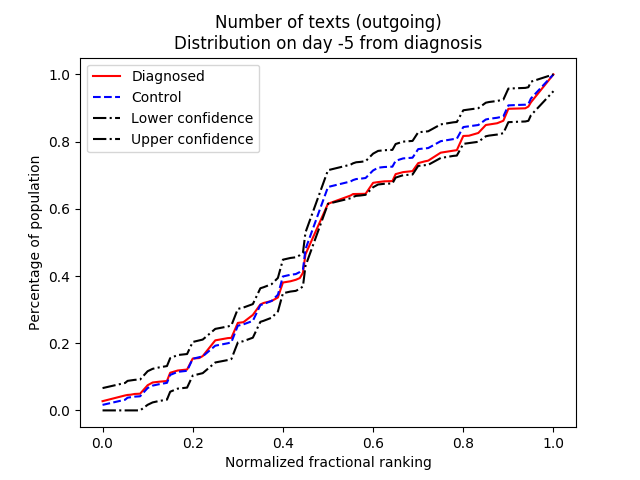 Number of texts (outgoing)
Distribution on day -5 from diagnosis
Diagnosed
Control
Lower confidence
Upper confidence
Percentage of population
1.0
0.8
0.6
0.4
0.2
0.0
0.0 0.2 0.4 0.6 0.8 1.0
Normalized fractional ranking